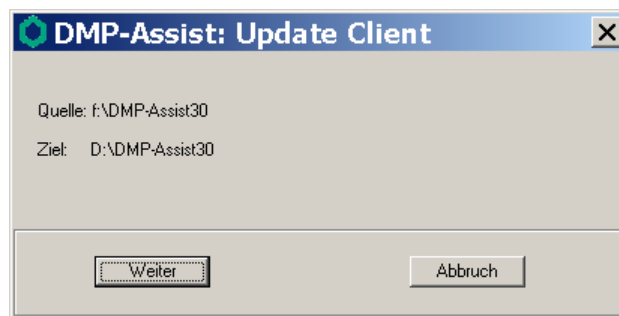 DMP-Assist: Update Client
Quelle: f:\DMP-Assist30
Ziel: D:\DMP-Assist30
Weiter
Abbruch